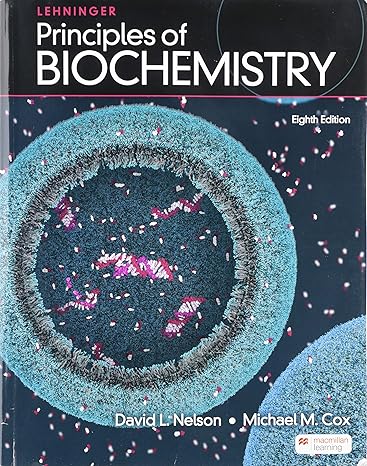 LEHNINGER
Principles of
BIOCHEMISTRY
Eighth Edition
David L. Nelson • Michael M. Cox
macmillan
learning